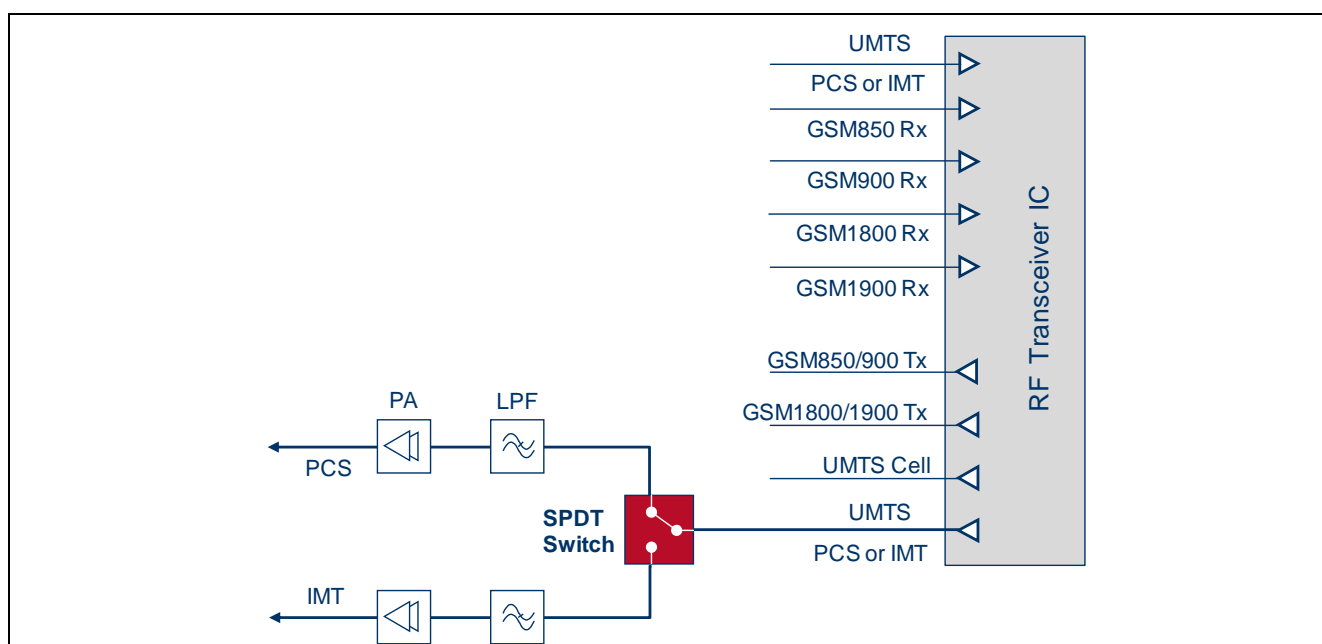 UMTS
PCS or IMT
GSM850 Rx
GSM900 Rx
GSM1800 Rx
GSM1900 Rx
GSM850/900 Tx
GSM1800/1900 Tx
UMTS Cell
UMTS
PCS or IMT
RF Transceiver IC
PA
LPF
PCS
SPDT
Switch
IMT